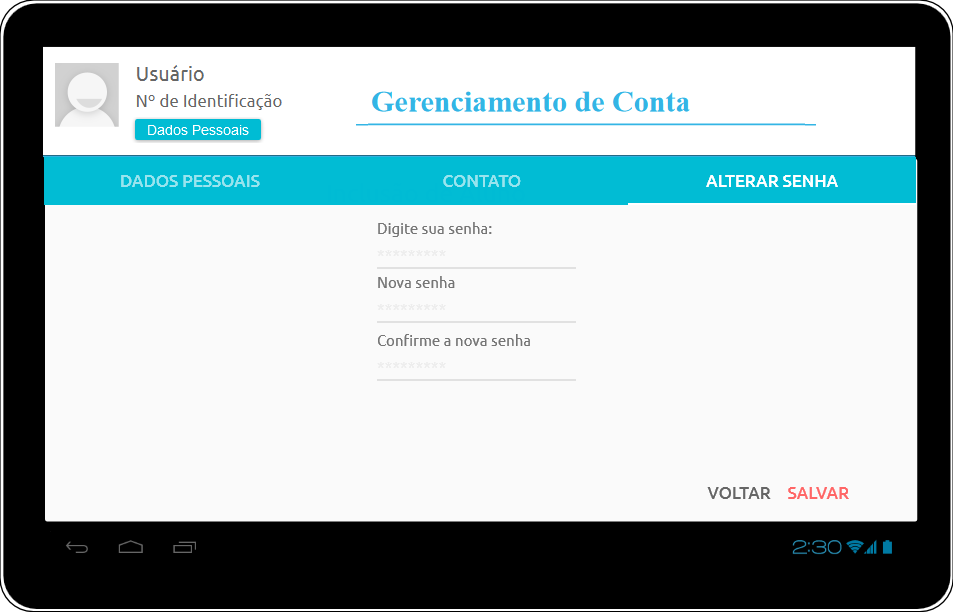 Usuário
Nº de Identificação
Dados Pessoais
Gerenciamento de Conta
DADOS PESSOAIS
CONTATO
ALTERAR SENHA
Digite sua senha:
*********
Nova senha
*********
Confirme a nova senha
*********
VOLTAR
SALVAR
2:30